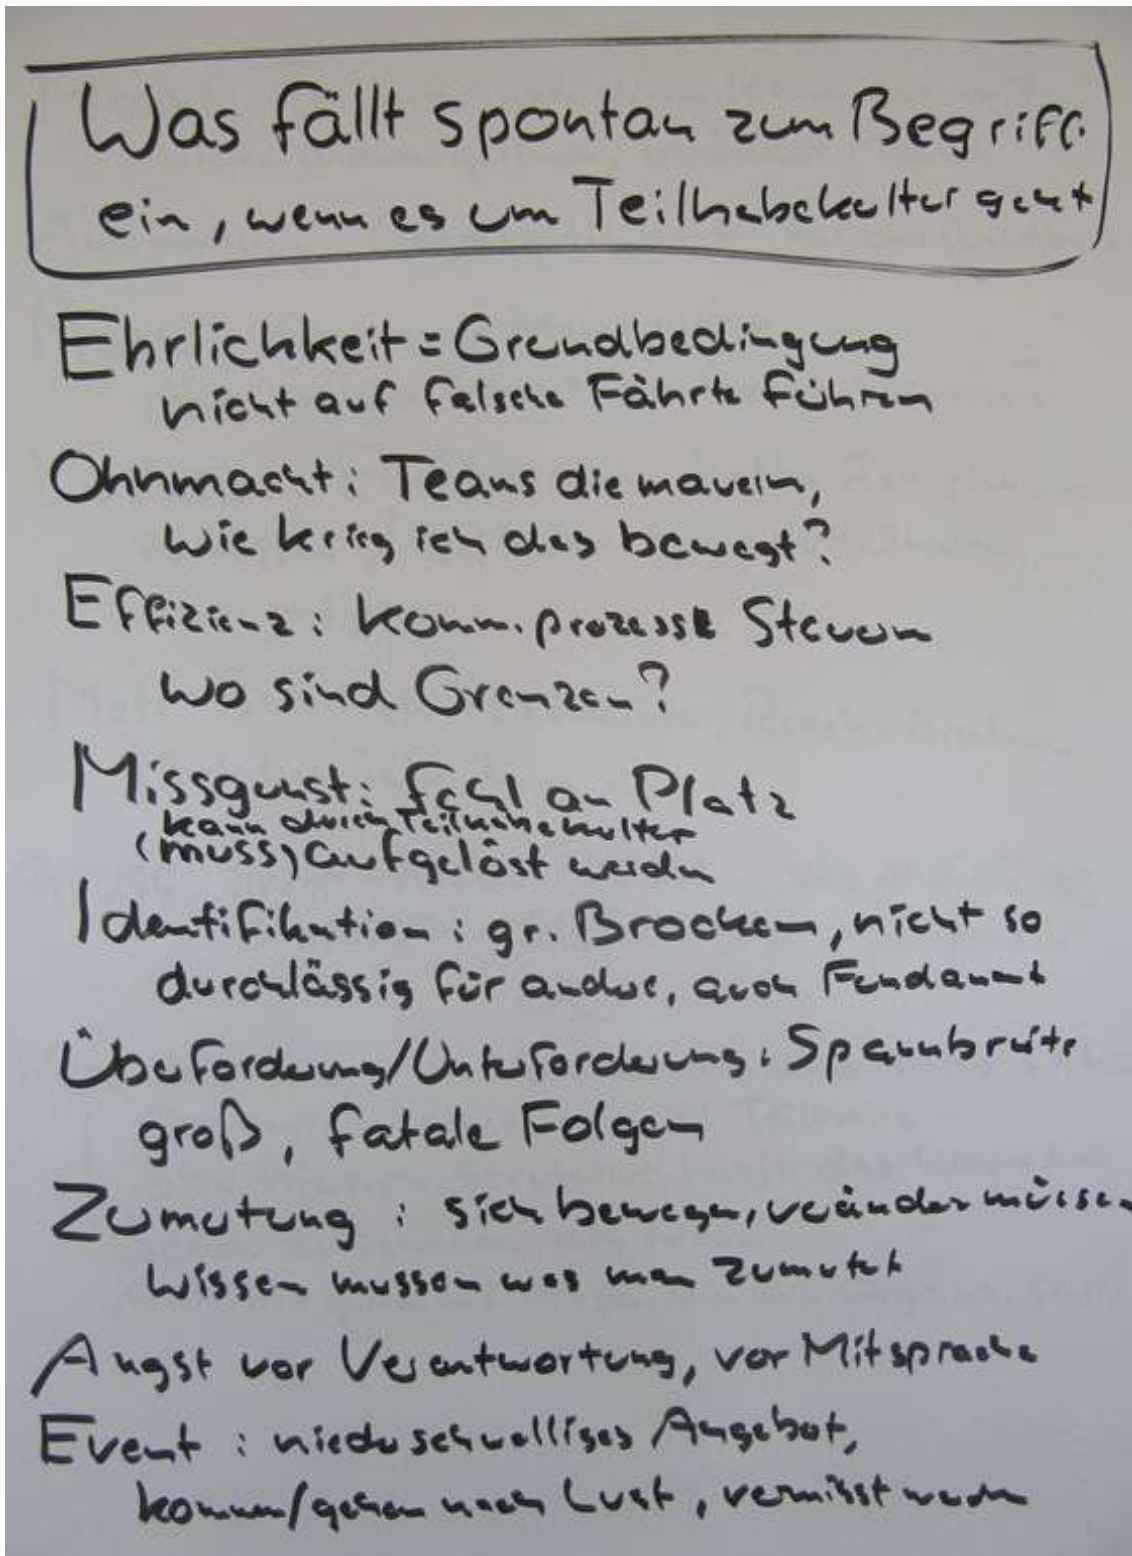 Was fällt spontan zum Begriff
ein, wenn es um Teilhabekultur geht
Ehrlichkeit = Grundbedingung
nicht auf falsche Fährte führen
Ohnmacht: Teams die mauern,
Wie krieg ich das bewegt?
Effizienz: Komm.prozesse Steuern
Wo sind Grenzen?
Missgunst: fehl am Platz
kann durch Teilhabekultur
(muss) aufgelöst werden
Identifikation: gr. Brocken, nicht so
durchlässig für andere, auch Fundament
Überforderung/Unterforderung: Spannbreite
groß, fatale Folgen
Zumutung: sich bewegen, verändern müssen
Wissen müssen was man zumutet
Angst vor Verantwortung, vor Mitsprache
Event: niederschwelliges Angebot,
kommen/gehen nach Lust, vermisst werden